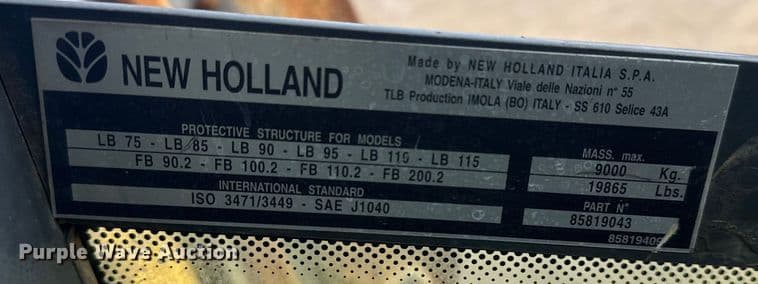 NEW HOLLAND
Made by NEW HOLLAND ITALIA S.P.A.
MODENA-ITALY Viale delle Nazioni n° 55
TLB Production IMOLA (BO) ITALY - SS 610 Selice 43A
PROTECTIVE STRUCTURE FOR MODELS
LB 75 - LB 85 - LB 90 - LB 95 - LB 110 - LB 115
FB 90.2 - FB 100.2 - FB 110.2 - FB 200.2
INTERNATIONAL STANDARD
ISO 3471/3449 - SAE J1040
MASS. max.
9000 Kg.
19865 Lbs.
PART N°
85819043
85819409
Purple Wave Auction